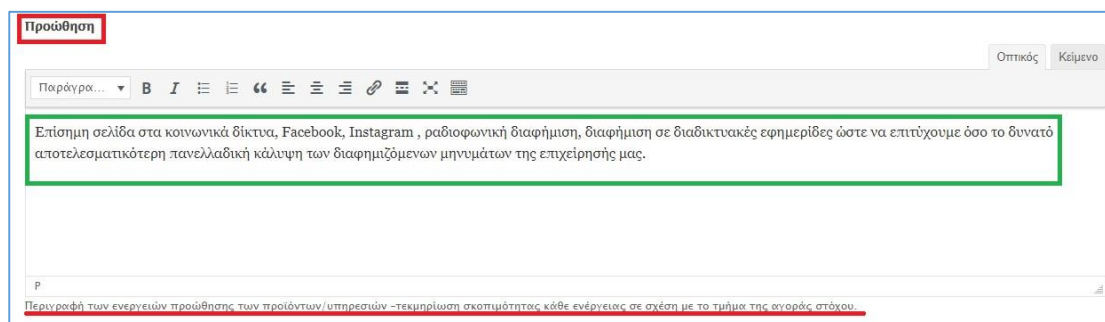 Προώθηση
Οπτικός Κείμενο
Παράγρα... B I
Επίσημη σελίδα στα κοινωνικά δίκτυα, Facebook, Instagram , ραδιοφωνική διαφήμιση, διαφήμιση σε διαδικτυακές εφημερίδες ώστε να επιτύχουμε όσο το δυνατό
αποτελεσματικότερη πανελλαδική κάλυψη των διαφημιζόμενων μηνυμάτων της επιχείρησής μας.
P
Περιγραφή των ενεργειών προώθησης των προϊόντων/υπηρεσιών -τεκμηρίωση σκοπιμότητας κάθε ενέργειας σε σχέση με το τμήμα της αγοράς στόχου.